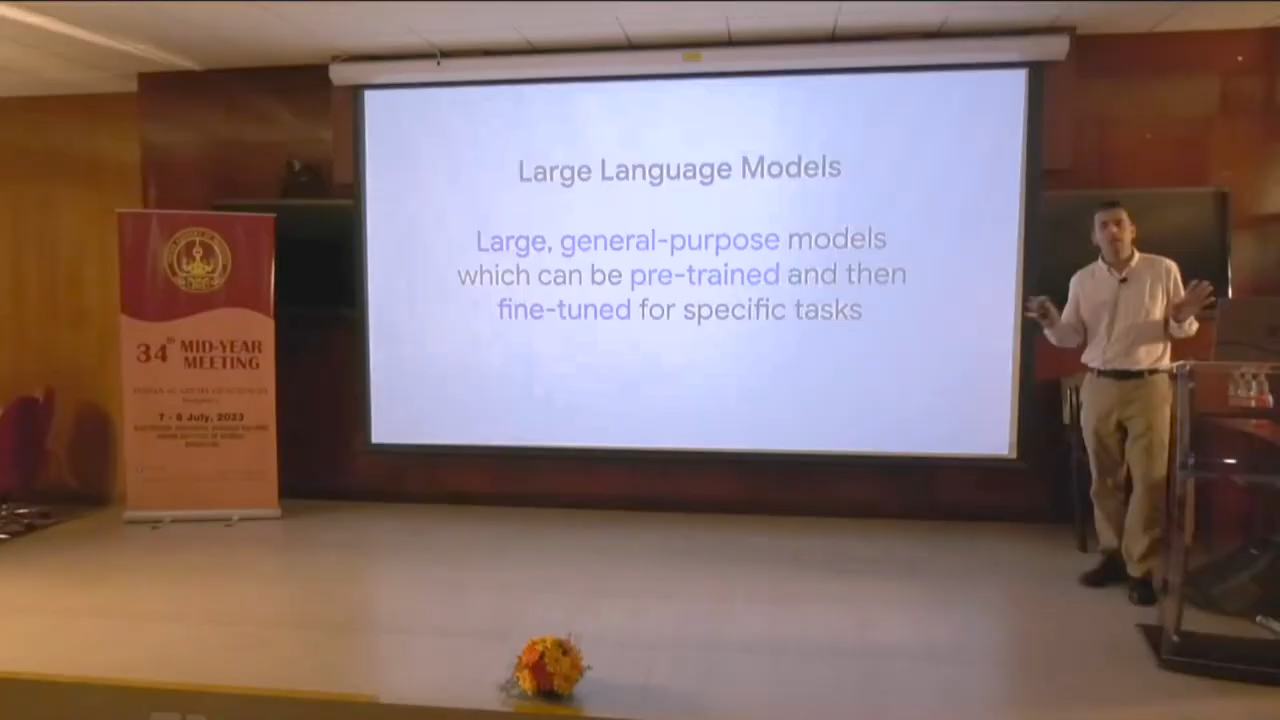 Large Language Models
Large, general-purpose models
which can be pre-trained and then
fine-tuned for specific tasks
34th MID-YEAR
MEETING
7 - 8 July, 2023